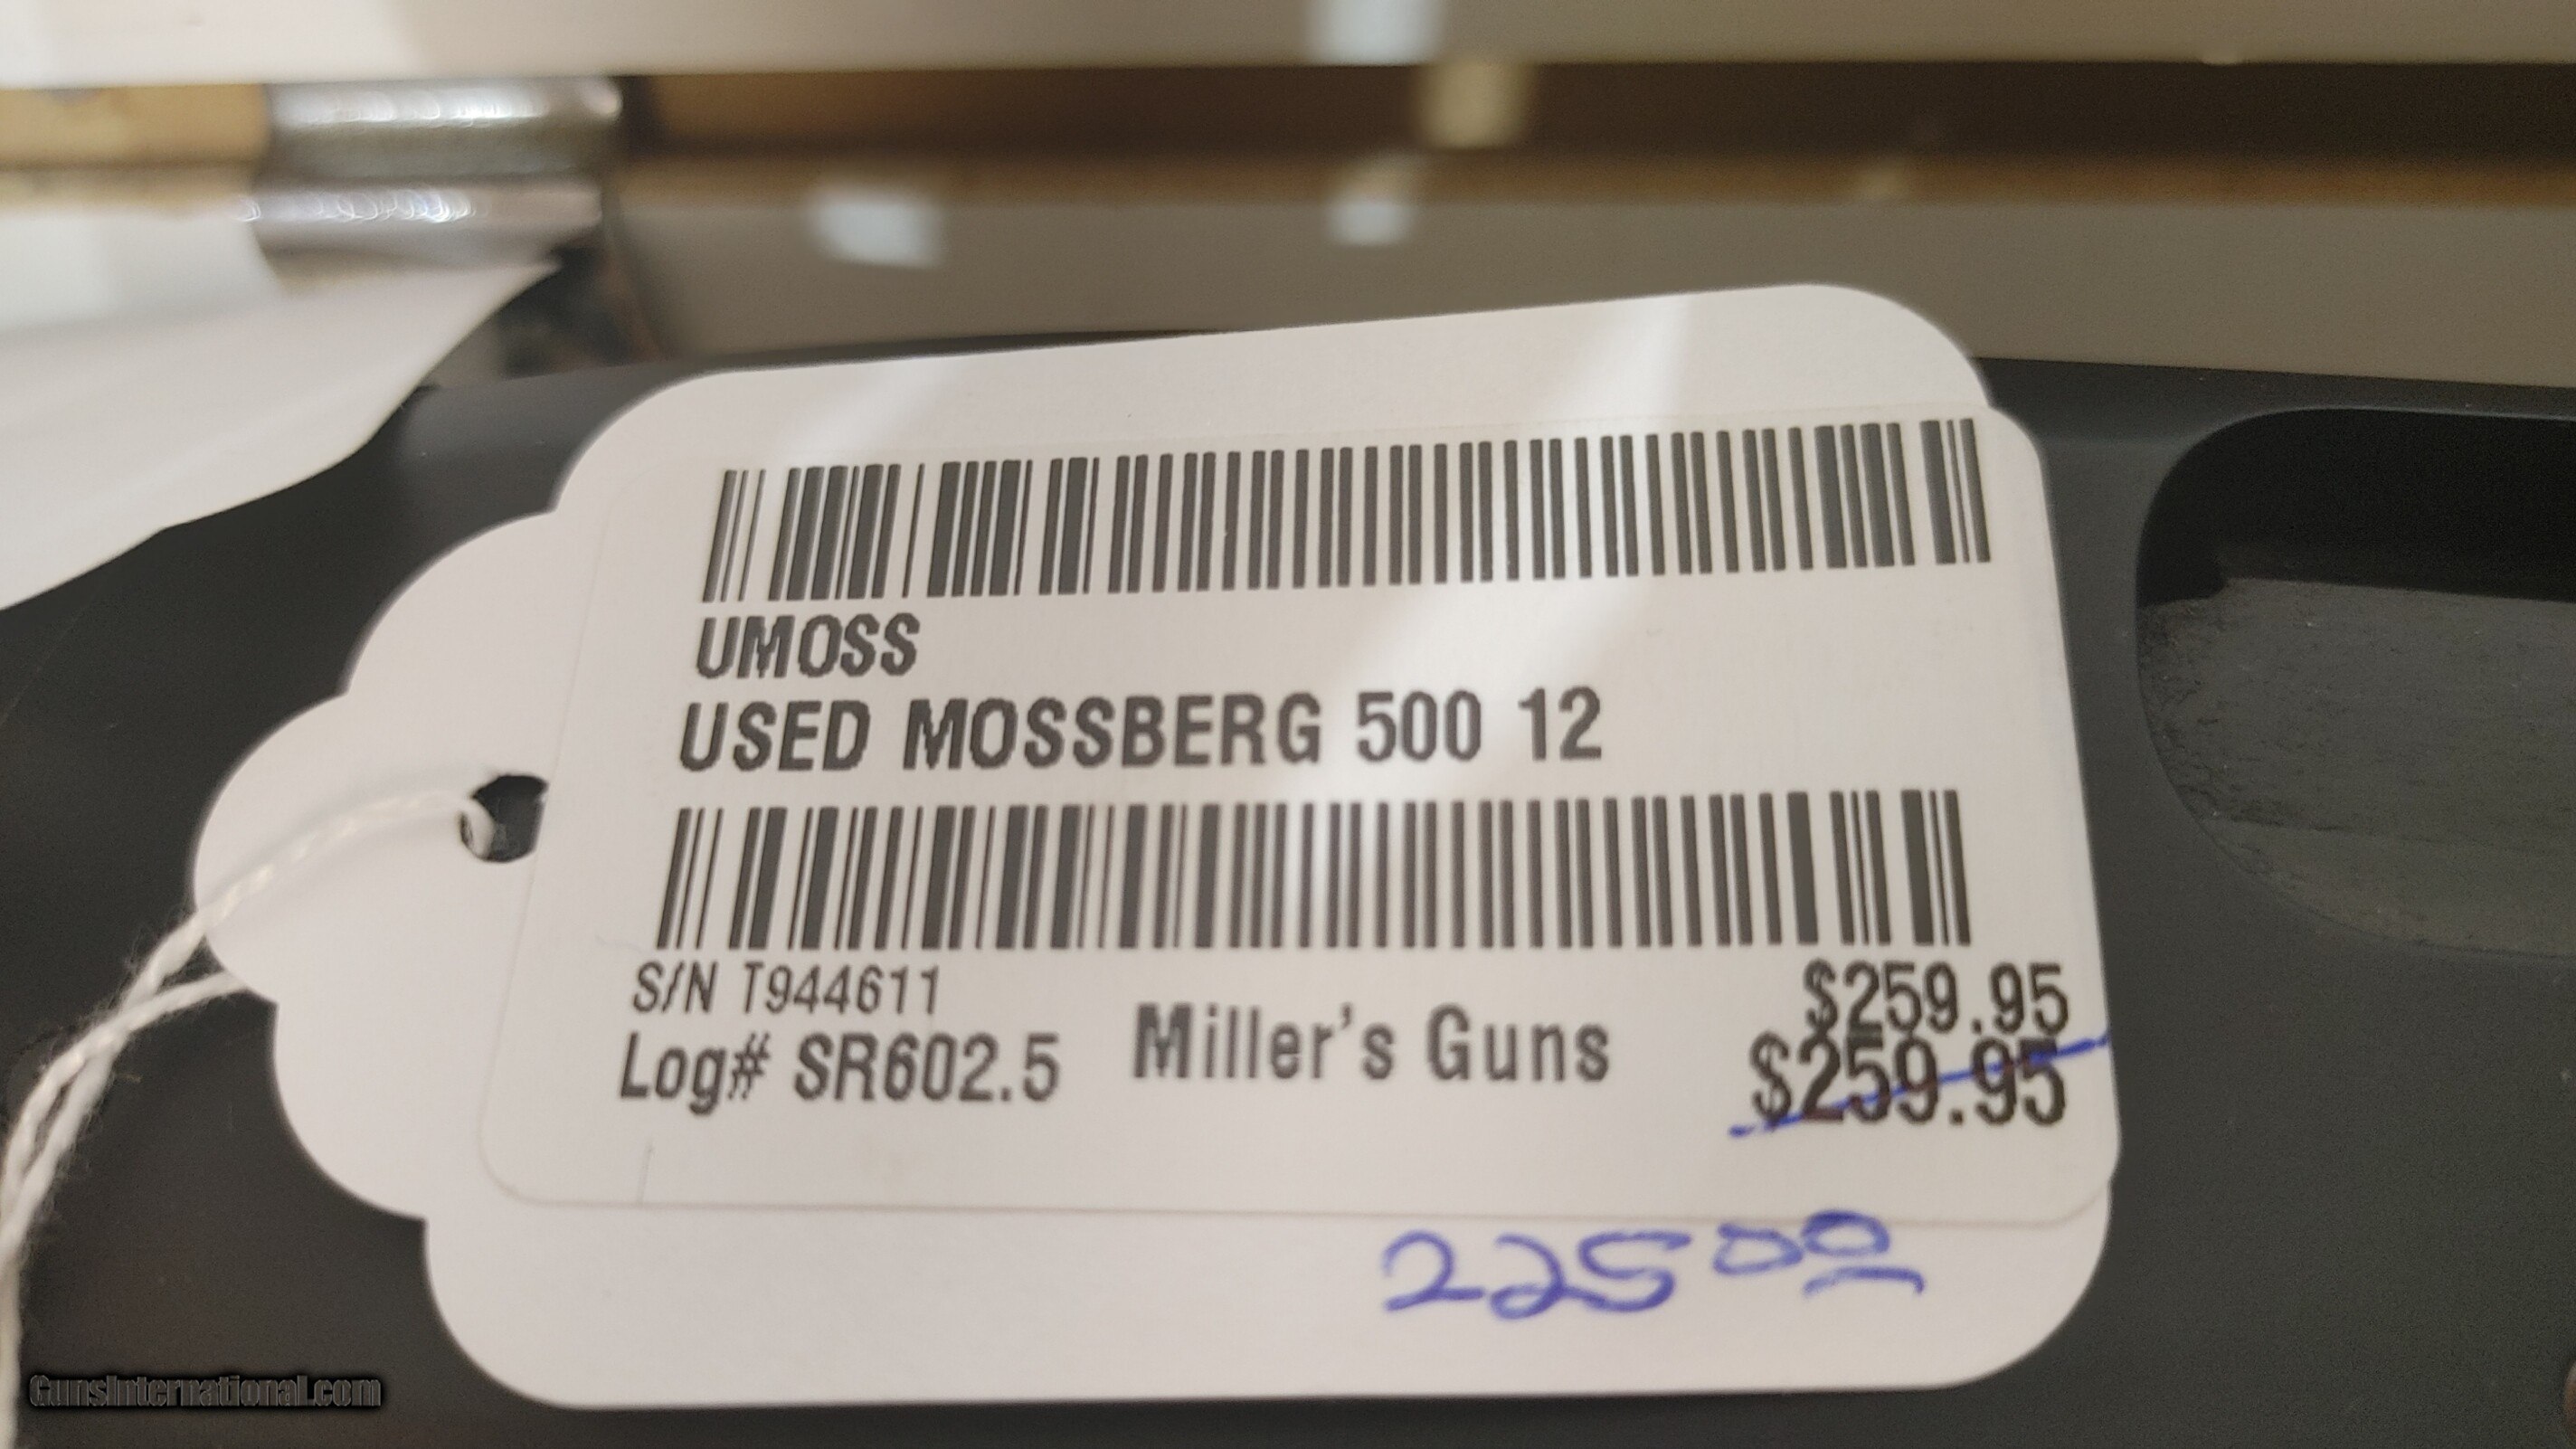 UMOSS
USED MOSSBERG 500 12
S/N T944611
$259.95
Log# SR602.5
Miller's Guns
$259.95
225 00
GunsInternational.com